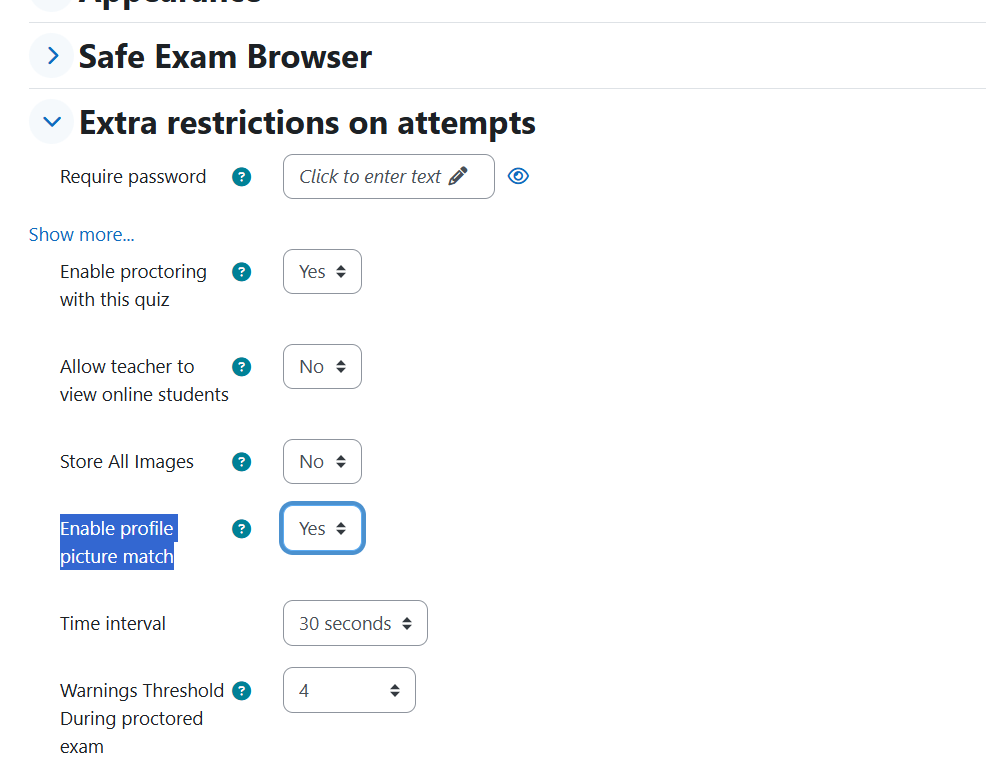 Appearance
Safe Exam Browser
Extra restrictions on attempts
Require password ? Click to enter text
Show more...
Enable proctoring ? Yes
with this quiz
Allow teacher to ? No
view online students
Store All Images ? No
Enable profile ? Yes
picture match
Time interval 30 seconds
Warnings Threshold ? 4
During proctored
exam